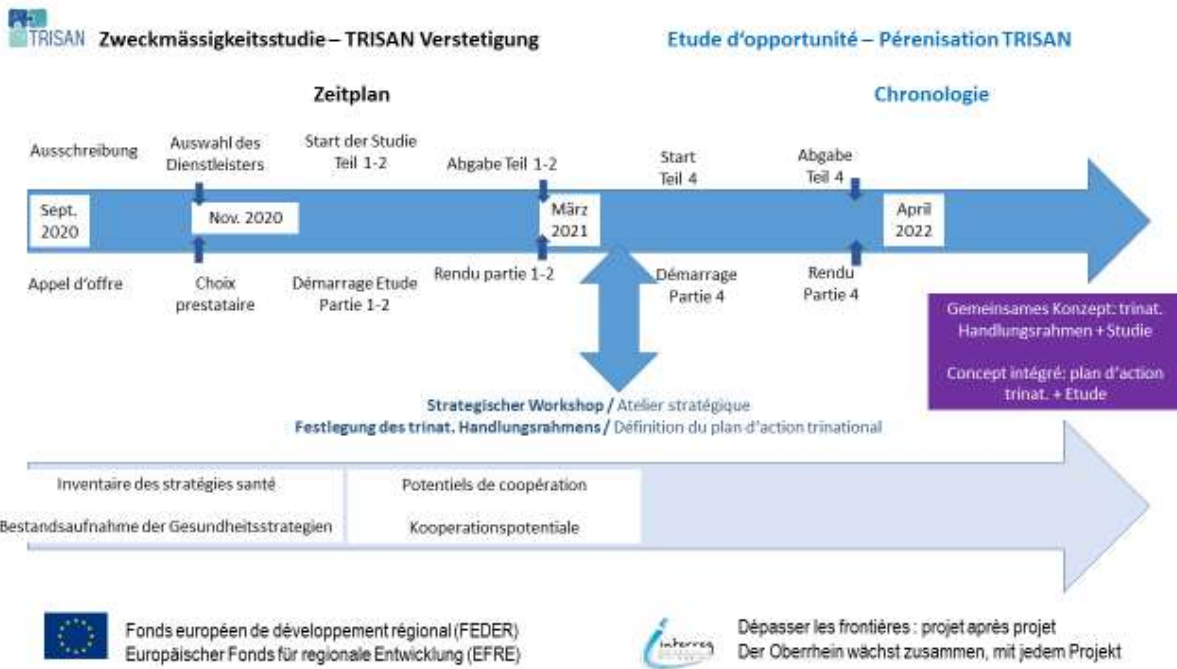 TRISAN
Zweckmässigkeitsstudie – TRISAN Verstetigung
Etude d'opportunité – Pérenisation TRISAN
Zeitplan
Chronologie
Ausschreibung
Auswahl des
Dienstleisters
Start der Studie
Teil 1-2
Abgabe Teil 1-2
Start
Teil 4
Abgabe
Teil 4
Sept.
2020
Nov. 2020
März
2021
April
2022
Appel d'offre
Choix
prestataire
Démarrage Etude
Partie 1-2
Rendu partie 1-2
Démarrage
Partie 4
Rendu
Partie 4
Gemeinsames Konzept: trinat.
Handlungsrahmen + Studie
Concept intégré: plan d'action
trinat. + Etude
Strategischer Workshop / Atelier stratégique
Festlegung des trinat. Handlungsrahmens / Définition du plan d'action trinational
Inventaire des stratégies santé
Bestandsaufnahme der Gesundheitsstrategien
Potentiels de coopération
Kooperationspotentiale
Fonds européen de développement régional (FEDER)
Europäischer Fonds für regionale Entwicklung (EFRE)
interreg
Dépasser les frontières : projet après projet
Der Oberrhein wächst zusammen, mit jedem Projekt